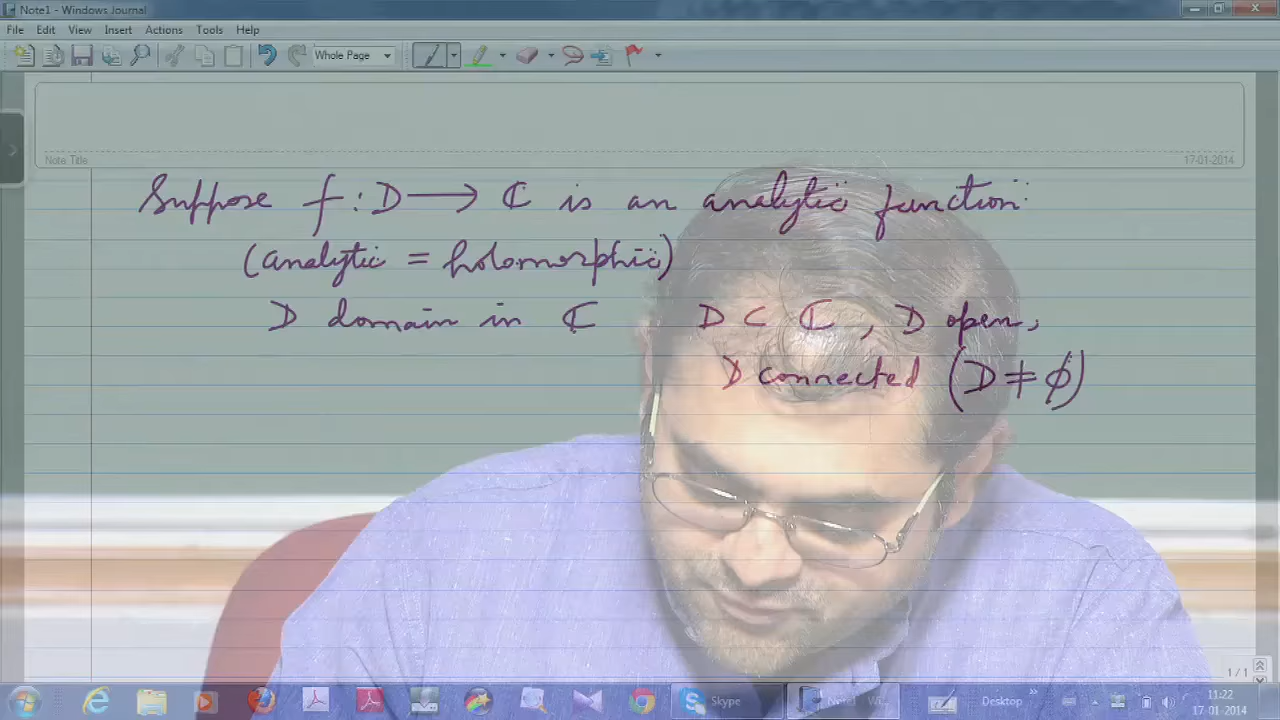 Note1 - Windows Journal
File Edit View Insert Actions Tools Help
Whole Page
Note Title
17-01-2014
Suppose f : D ⟶ ℂ is an analytic function.
(analytic = holomorphic)
D domain in ℂ D ⊂ ℂ, D open,
D connected (D ≠ ϕ)
1 / 1
Skype
Desktop
11:22
17-01-2014